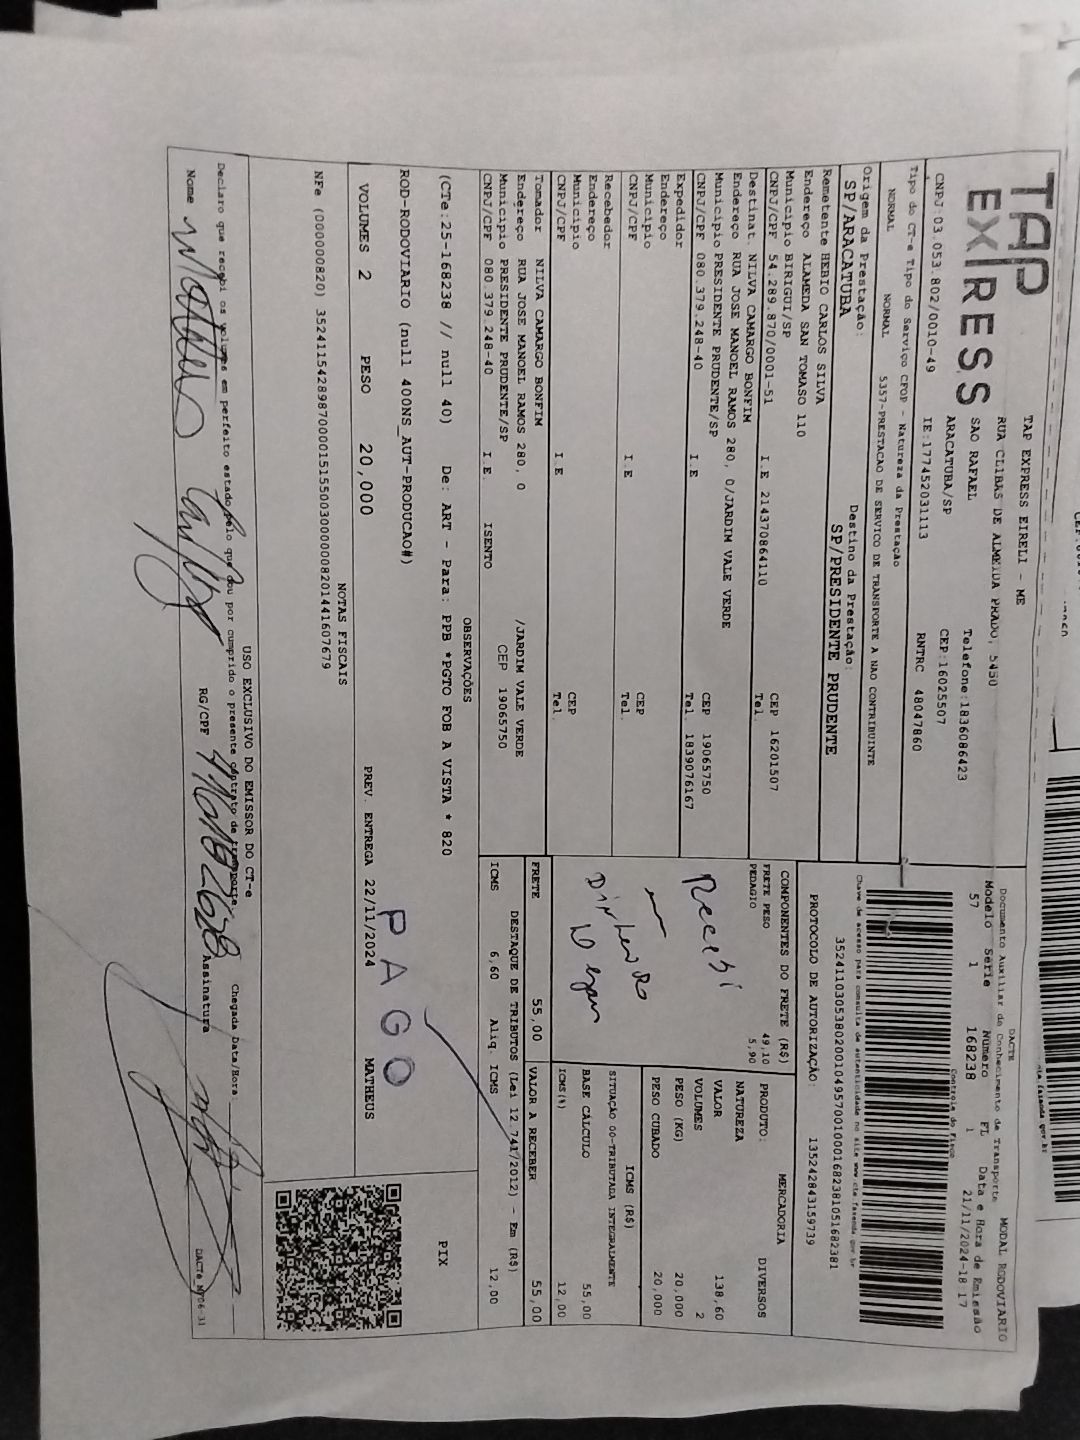 TAP
EXPRESS
TAP EXPRESS EIRELI - ME
RUA CLIBAS DE ALMEIDA PRADO, 5450
SAO RAFAEL
ARACATUBA/SP
Telefone:1836086423
CEP:16025507
CNPJ:03.053.802/0010-49
IE:177452031113
RNTRC 48047860
DACTE
MODAL RODOVIARIO
Documento Auxiliar de Conhecimento de Transporte
Modelo Serie Número FL Data e Hora de Emissão
57 1 168238 1 21/11/2024-18 17
Controle do Fisco
Chave de acesso para consulta de autenticidade no site www cte fazenda gov br
PROTOCOLO DE AUTORIZAÇÃO: 135242843159739
Tipo do CT-e Tipo do Serviço CFOP - Natureza da Prestação
NORMAL NORMAL 5357-PRESTACAO DE SERVICO DE TRANSPORTE A NAO CONTRIBUINTE
Origem da Prestação: Destino da Prestação:
SP/ARACATUBA SP/PRESIDENTE PRUDENTE
Remetente HEBIO CARLOS SILVA
Endereço ALAMEDA SAN TOMASO 110
Municipio BIRIGUI/SP CEP 16201507
CNPJ/CPF 54.289.870/0001-51 I.E 214370864110 Tel.
Destinat. NILVA CAMARGO BONFIM
Endereço RUA JOSE MANOEL RAMOS 280, 0/JARDIM VALE VERDE
Municipio PRESIDENTE PRUDENTE/SP CEP 19065750
CNPJ/CPF 080.379.248-40 I.E Tel 1839076167
Expedidor
Endereço
Municipio CEP
CNPJ/CPF I.E Tel.
Recebedor
Endereço
Municipio CEP
CNPJ/CPF I.E Tel.
Tomador NILVA CAMARGO BONFIM
Endereço RUA JOSE MANOEL RAMOS 280, 0 /JARDIM VALE VERDE
Municipio PRESIDENTE PRUDENTE/SP CEP 19065750
CNPJ/CPF 080.379.248-40 I.E. ISENTO
COMPONENTES DO FRETE (R$)
FRETE PESO 49,10
PEDAGIO 5,90
Recebi
MERCADORIA
PRODUTO: DIVERSOS
NATUREZA
VALOR 138,60
VOLUMES 2
PESO (KG) 20,000
PESO CUBADO 20,000
ICMS (R$)
SITUAÇÃO 00-TRIBUTADA INTEGRALMENTE
BASE CÁLCULO 55,00
ICMS(%) 12,00
FRETE 55,00 VALOR A RECEBER 55,00
DESTAQUE DE TRIBUTOS (Lei 12.741/2012) - Em (R$)
ICMS 6,60 Aliq. ICMS 12,00
OBSERVAÇÕES
(CTe:25-168238 // null 40) De: ART - Para: PPB *PGTO FOB A VISTA * 820
ROD-RODOVIARIO (null 400NS_AUT-PRODUCAO#)
PIX
PAGO
VOLUMES 2 PESO 20,000 PREV. ENTREGA 22/11/2024 MATHEUS
NOTAS FISCAIS
USO EXCLUSIVO DO EMISSOR DO CT-e
Declaro que recebi os volumes em perfeito estado pelo que dou por cumprido o presente contrato de transporte Chegada Data/Hora
Nome RG/CPF Assinatura